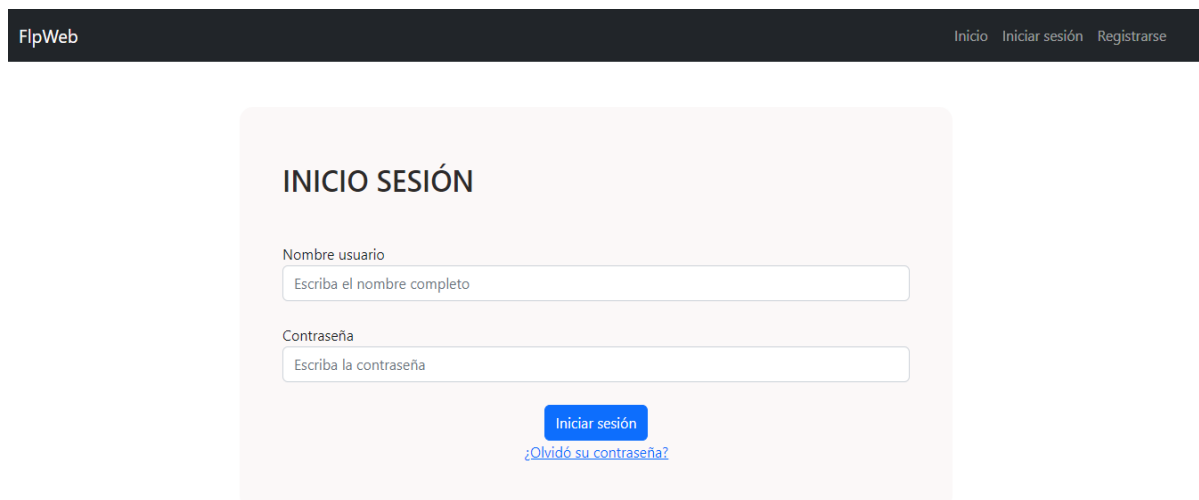 FlpWeb
Inicio Iniciar sesión Registrarse
INICIO SESIÓN
Nombre usuario
Escriba el nombre completo
Contraseña
Escriba la contraseña
Iniciar sesión
¿Olvidó su contraseña?